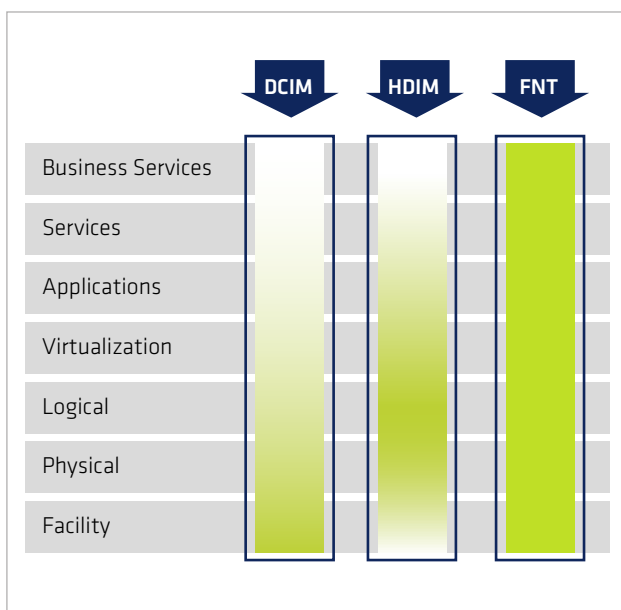 DCIM HDIM FNT
Business Services
Services
Applications
Virtualization
Logical
Physical
Facility